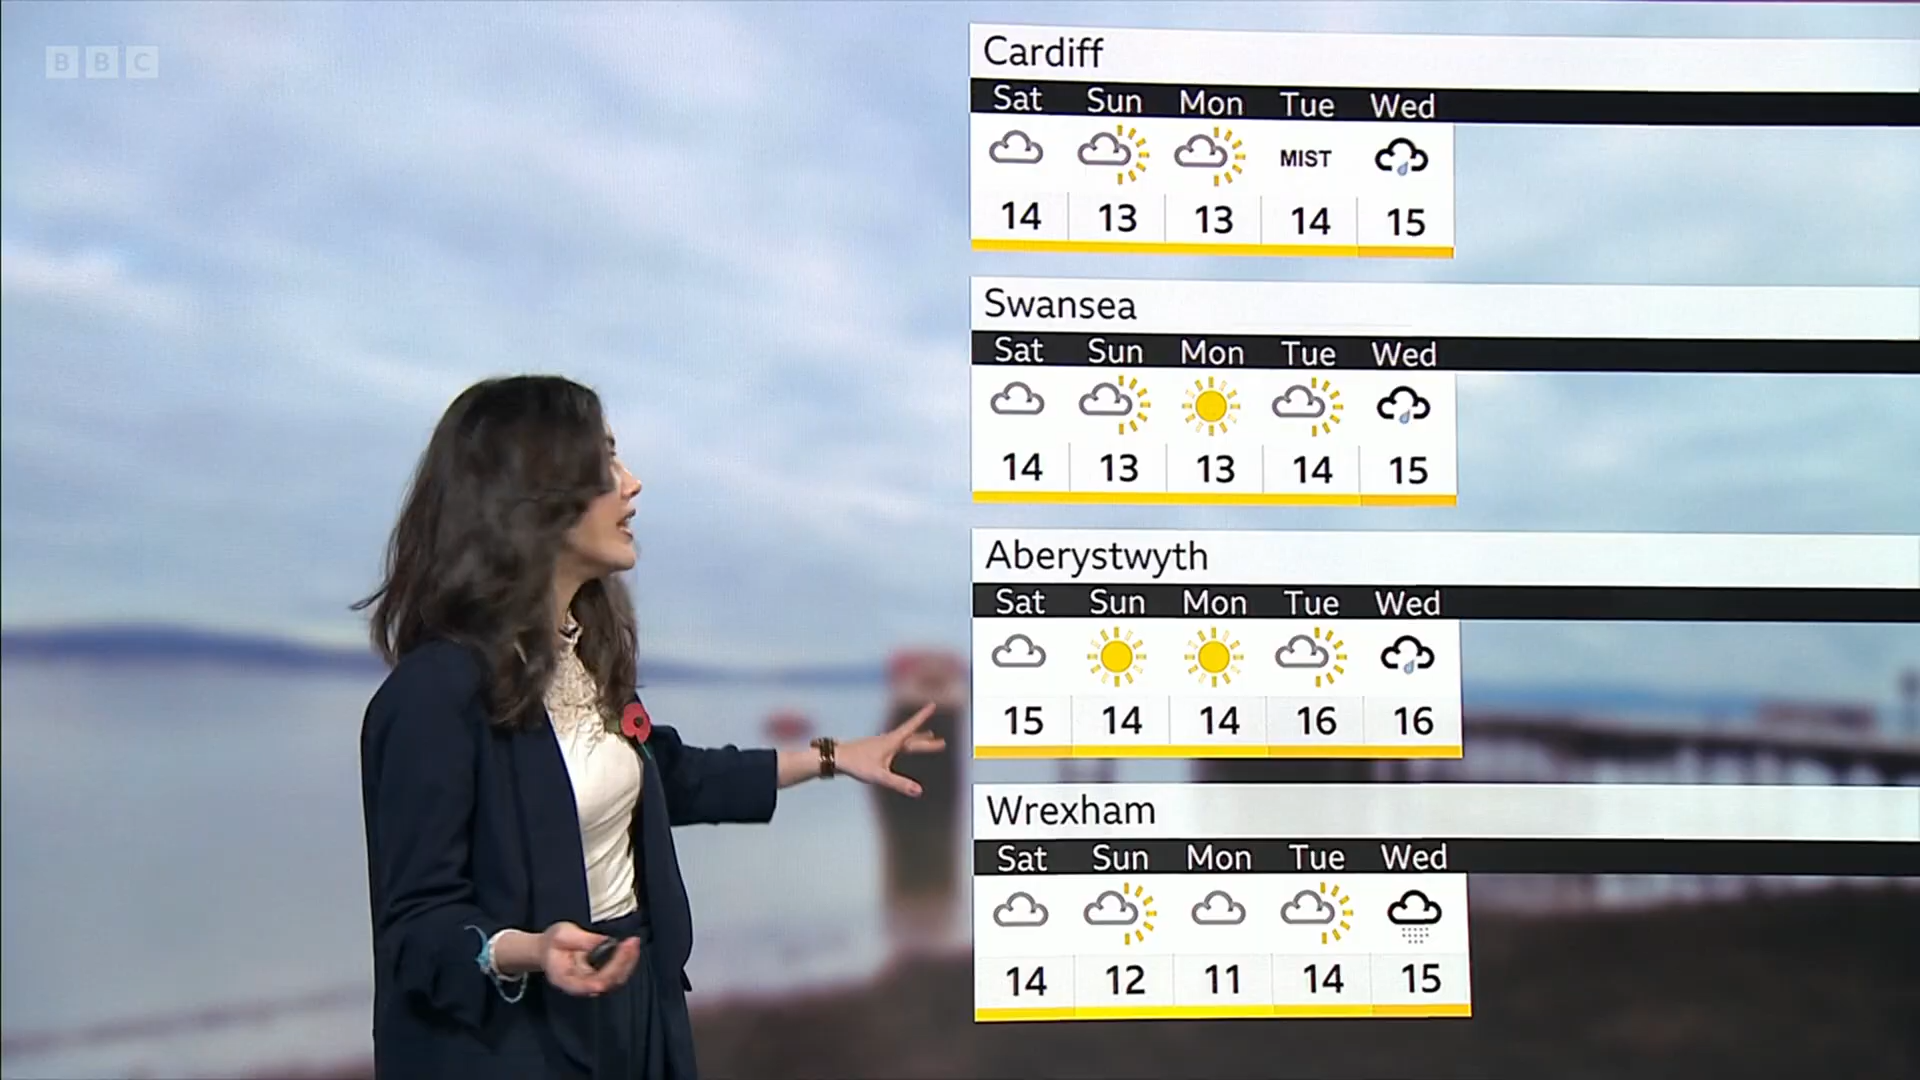 BBC
Cardiff
Sat Sun Mon Tue Wed
MIST
14 13 13 14 15
Swansea
Sat Sun Mon Tue Wed
14 13 13 14 15
Aberystwyth
Sat Sun Mon Tue Wed
15 14 14 16 16
Wrexham
Sat Sun Mon Tue Wed
14 12 11 14 15